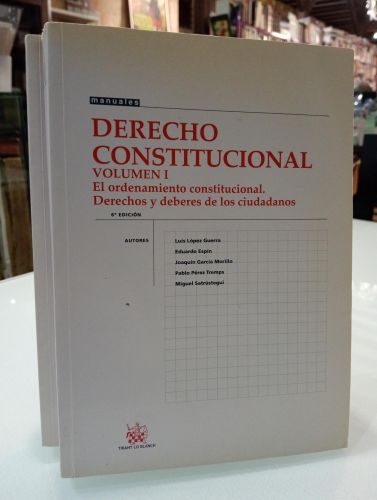 manuales
DERECHO
CONSTITUCIONAL
VOLUMEN I
El ordenamiento constitucional.
Derechos y deberes de los ciudadanos
6ª EDICIÓN
AUTORES
Luis López Guerra
Eduardo Espín
Joaquín García Morillo
Pablo Pérez Tremps
Miguel Satrústegui
TIRANT LO BLANCH